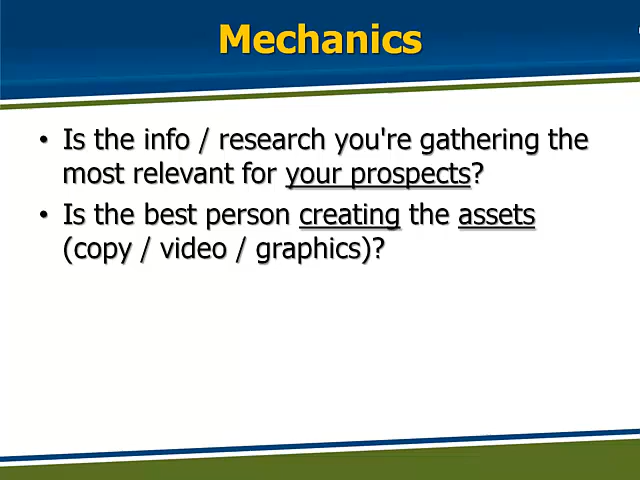 Mechanics
• Is the info / research you're gathering the
most relevant for your prospects?
• Is the best person creating the assets
(copy / video / graphics)?